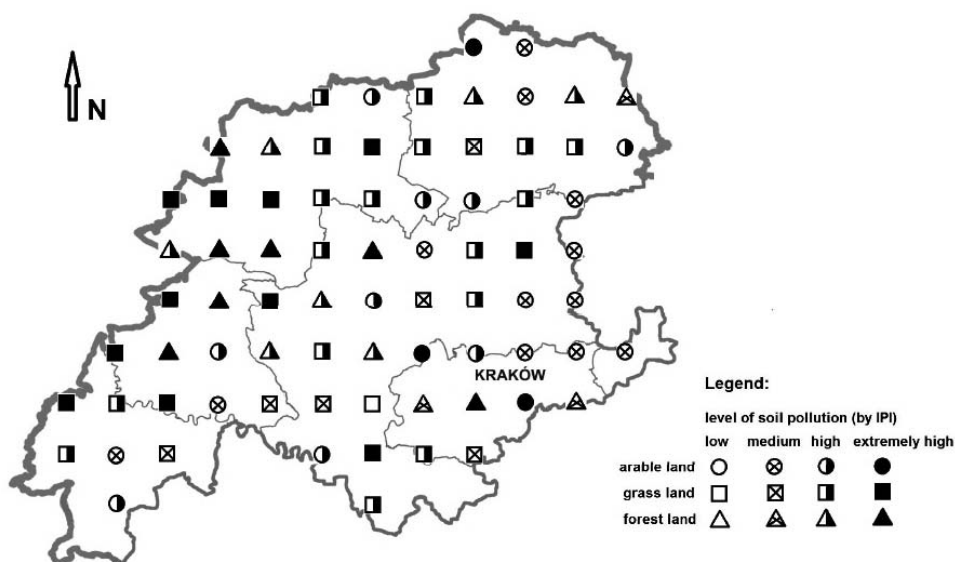 N
KRAKÓW
Legend:
level of soil pollution (by IPI)
low medium high extremely high
arable land
grass land
forest land